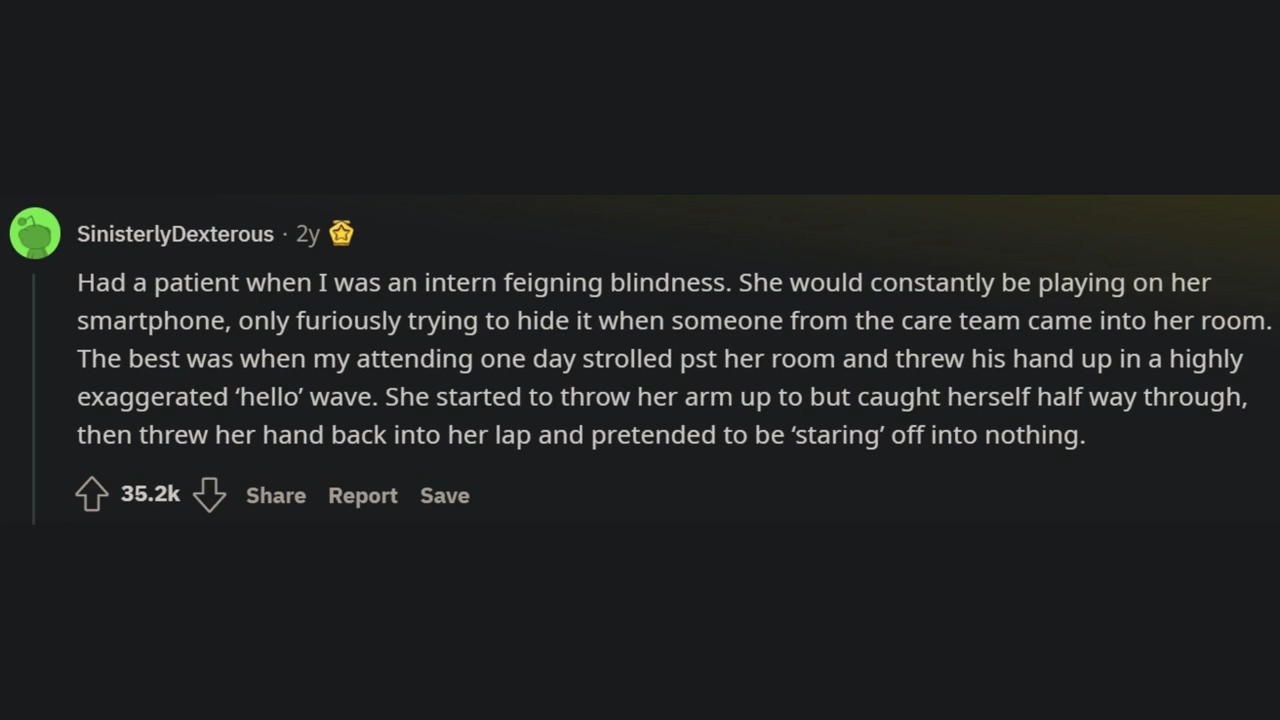 SinisterlyDexterous · 2y
Had a patient when I was an intern feigning blindness. She would constantly be playing on her
smartphone, only furiously trying to hide it when someone from the care team came into her room.
The best was when my attending one day strolled pst her room and threw his hand up in a highly
exaggerated ‘hello’ wave. She started to throw her arm up to but caught herself half way through,
then threw her hand back into her lap and pretended to be ‘staring’ off into nothing.
35.2k Share Report Save